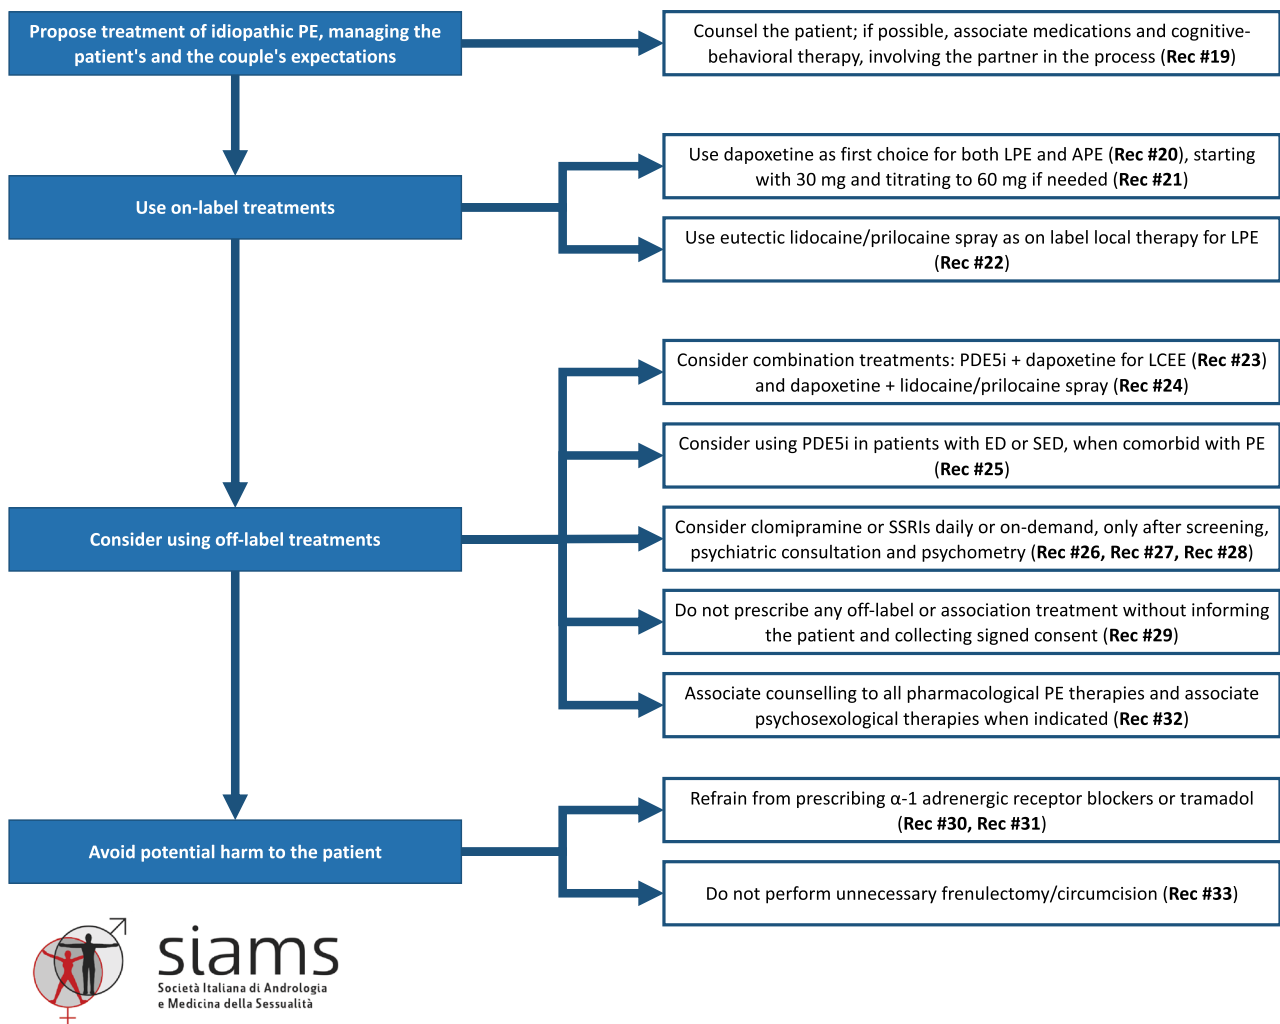 Propose treatment of idiopathic PE, managing the
patient's and the couple's expectations
Counsel the patient; if possible, associate medications and cognitive-
behavioral therapy, involving the partner in the process (Rec #19)
Use on-label treatments
Use dapoxetine as first choice for both LPE and APE (Rec #20), starting
with 30 mg and titrating to 60 mg if needed (Rec #21)
Use eutectic lidocaine/prilocaine spray as on label local therapy for LPE
(Rec #22)
Consider using off-label treatments
Consider combination treatments: PDE5i + dapoxetine for LCEE (Rec #23)
and dapoxetine + lidocaine/prilocaine spray (Rec #24)
Consider using PDE5i in patients with ED or SED, when comorbid with PE
(Rec #25)
Consider clomipramine or SSRIs daily or on-demand, only after screening,
psychiatric consultation and psychometry (Rec #26, Rec #27, Rec #28)
Do not prescribe any off-label or association treatment without informing
the patient and collecting signed consent (Rec #29)
Associate counselling to all pharmacological PE therapies and associate
psychosexological therapies when indicated (Rec #32)
Avoid potential harm to the patient
Refrain from prescribing α-1 adrenergic receptor blockers or tramadol
(Rec #30, Rec #31)
Do not perform unnecessary frenulectomy/circumcision (Rec #33)
siams
Società Italiana di Andrologia
e Medicina della Sessualità